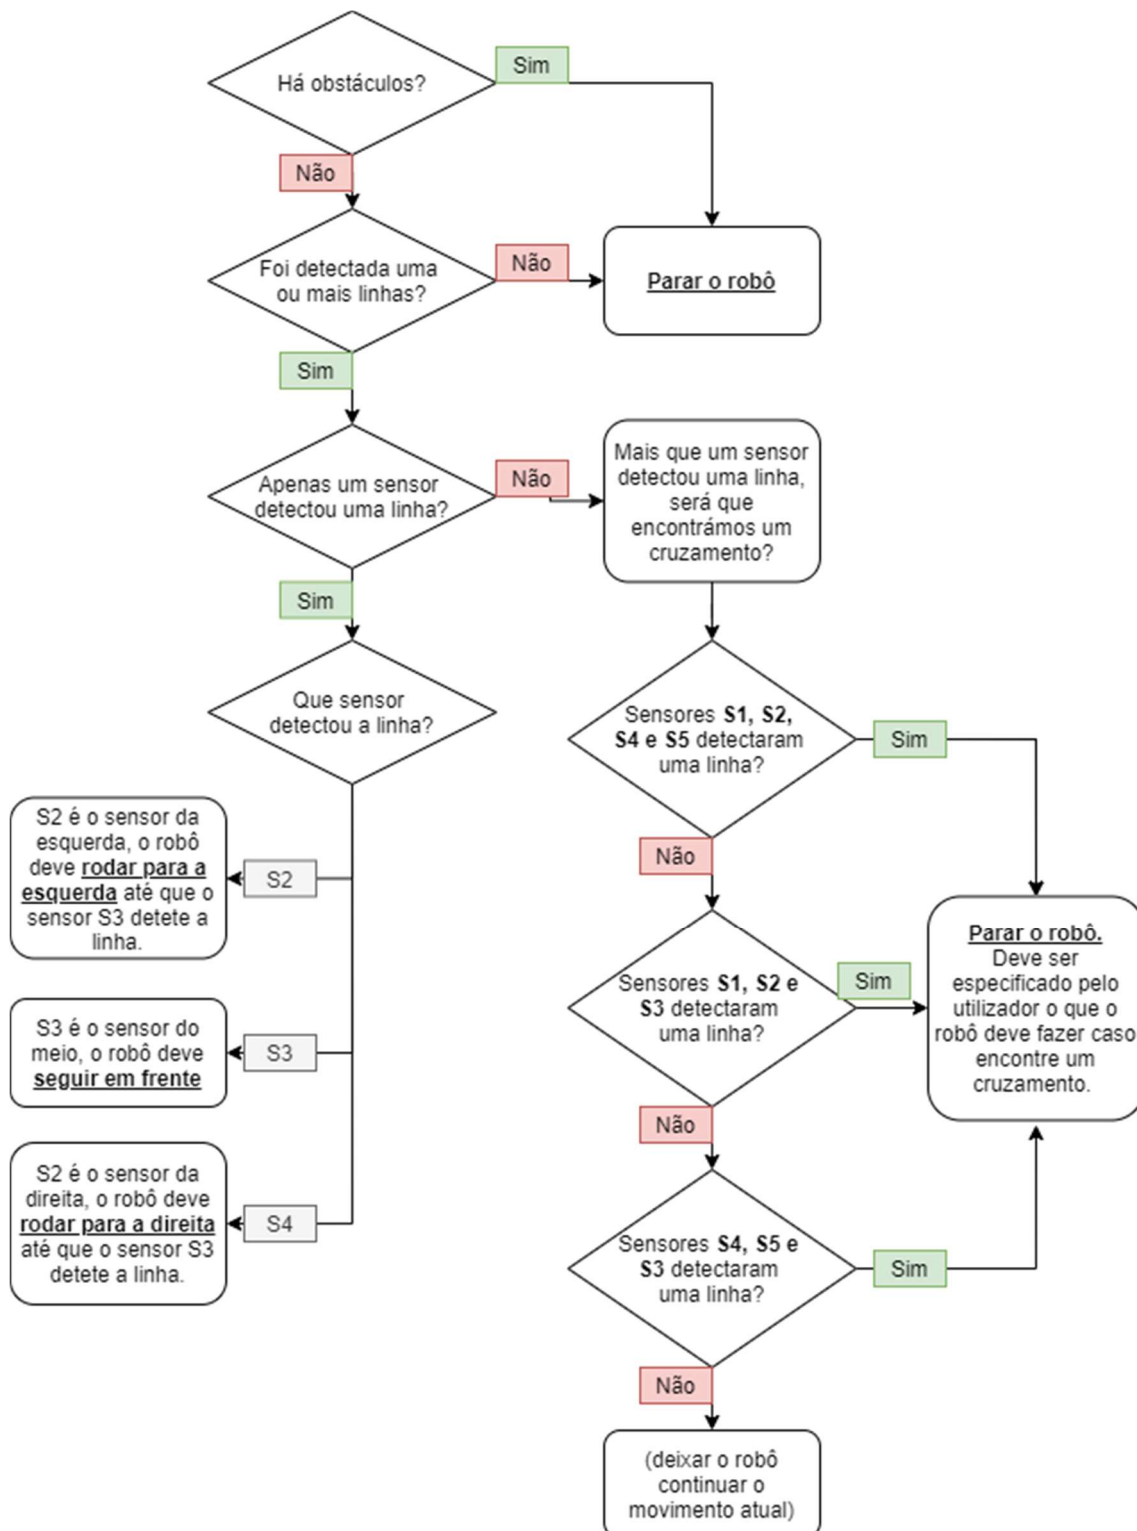 Há obstáculos?
Sim
Não
Foi detectada uma
ou mais linhas?
Não
Parar o robô
Sim
Apenas um sensor
detectou uma linha?
Não
Mais que um sensor
detectou uma linha,
será que
encontrámos um
cruzamento?
Sim
Que sensor
detectou a linha?
S2 é o sensor da
esquerda, o robô
deve rodar para a
esquerda até que o
sensor S3 detete a
linha.
S2
S3 é o sensor do
meio, o robô deve
seguir em frente
S3
S2 é o sensor da
direita, o robô deve
rodar para a direita
até que o sensor S3
detete a linha.
S4
Sensores S1, S2,
S4 e S5 detectaram
uma linha?
Sim
Não
Sensores S1, S2 e
S3 detectaram
uma linha?
Sim
Parar o robô.
Deve ser
especificado pelo
utilizador o que o
robô deve fazer caso
encontre um
cruzamento.
Não
Sensores S4, S5 e
S3 detectaram
uma linha?
Sim
Não
(deixar o robô
continuar o
movimento atual)